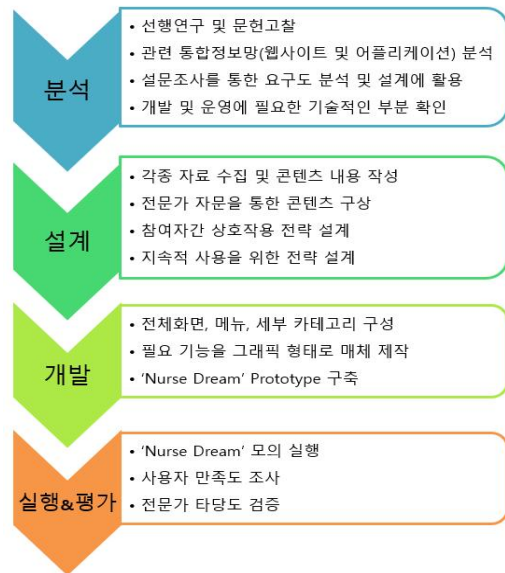 분석
• 선행연구 및 문헌고찰
• 관련 통합정보망(웹사이트 및 어플리케이션) 분석
• 설문조사를 통한 요구도 분석 및 설계에 활용
• 개발 및 운영에 필요한 기술적인 부분 확인
설계
• 각종 자료 수집 및 콘텐츠 내용 작성
• 전문가 자문을 통한 콘텐츠 구상
• 참여자간 상호작용 전략 설계
• 지속적 사용을 위한 전략 설계
개발
• 전체화면, 메뉴, 세부 카테고리 구성
• 필요 기능을 그래픽 형태로 매체 제작
• ‘Nurse Dream’ Prototype 구축
실행&평가
• ‘Nurse Dream’ 모의 실행
• 사용자 만족도 조사
• 전문가 타당도 검증